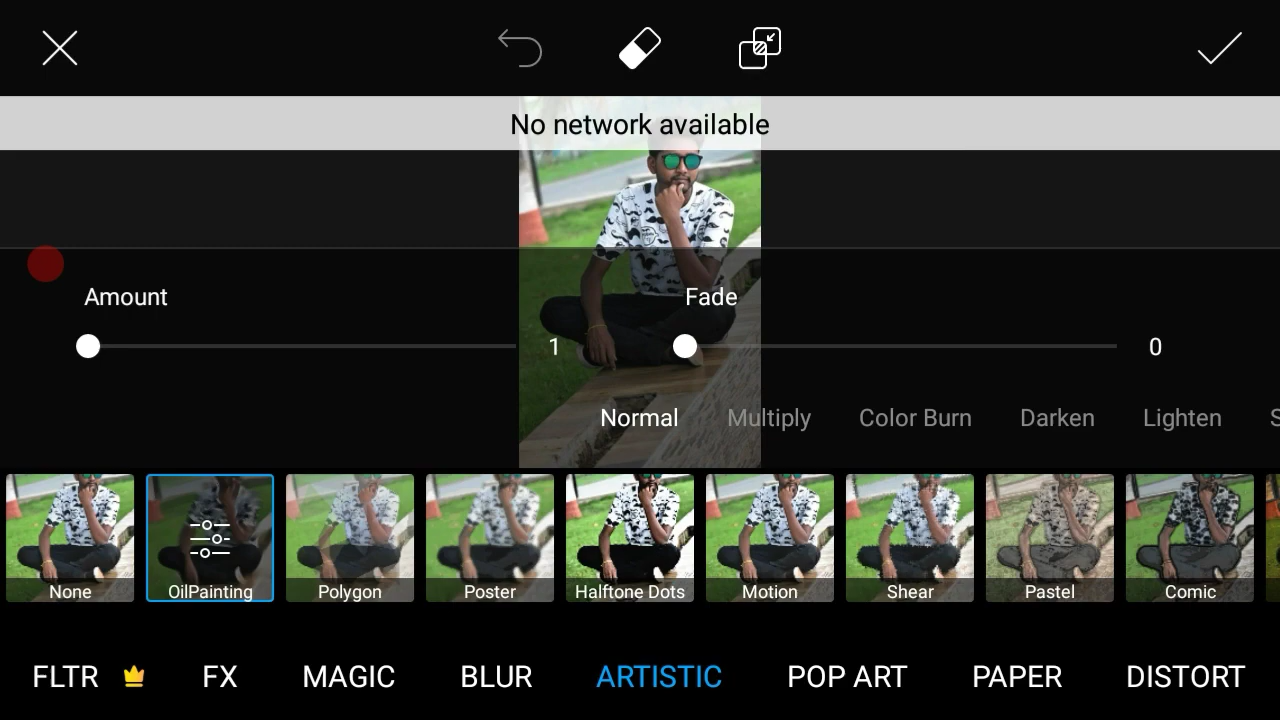 No network available
Amount
1
Fade
0
Normal Multiply Color Burn Darken Lighten
None OilPainting Polygon Poster Halftone Dots Motion Shear Pastel Comic
FLTR FX MAGIC BLUR ARTISTIC POP ART PAPER DISTORT